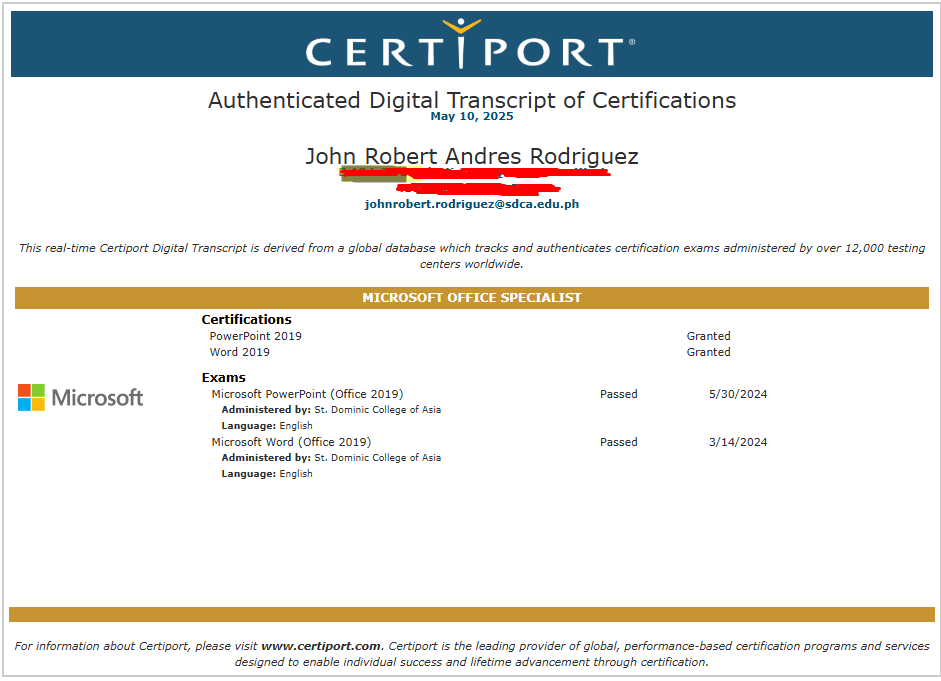 CERTIPORT®
Authenticated Digital Transcript of Certifications
May 10, 2025
John Robert Andres Rodriguez
johnrobert.rodriguez@sdca.edu.ph
This real-time Certiport Digital Transcript is derived from a global database which tracks and authenticates certification exams administered by over 12,000 testing
centers worldwide.
MICROSOFT OFFICE SPECIALIST
Certifications
PowerPoint 2019 Granted
Word 2019 Granted
Microsoft
Exams
Microsoft PowerPoint (Office 2019) Passed 5/30/2024
Administered by: St. Dominic College of Asia
Language: English
Microsoft Word (Office 2019) Passed 3/14/2024
Administered by: St. Dominic College of Asia
Language: English
For information about Certiport, please visit www.certiport.com. Certiport is the leading provider of global, performance-based certification programs and services
designed to enable individual success and lifetime advancement through certification.